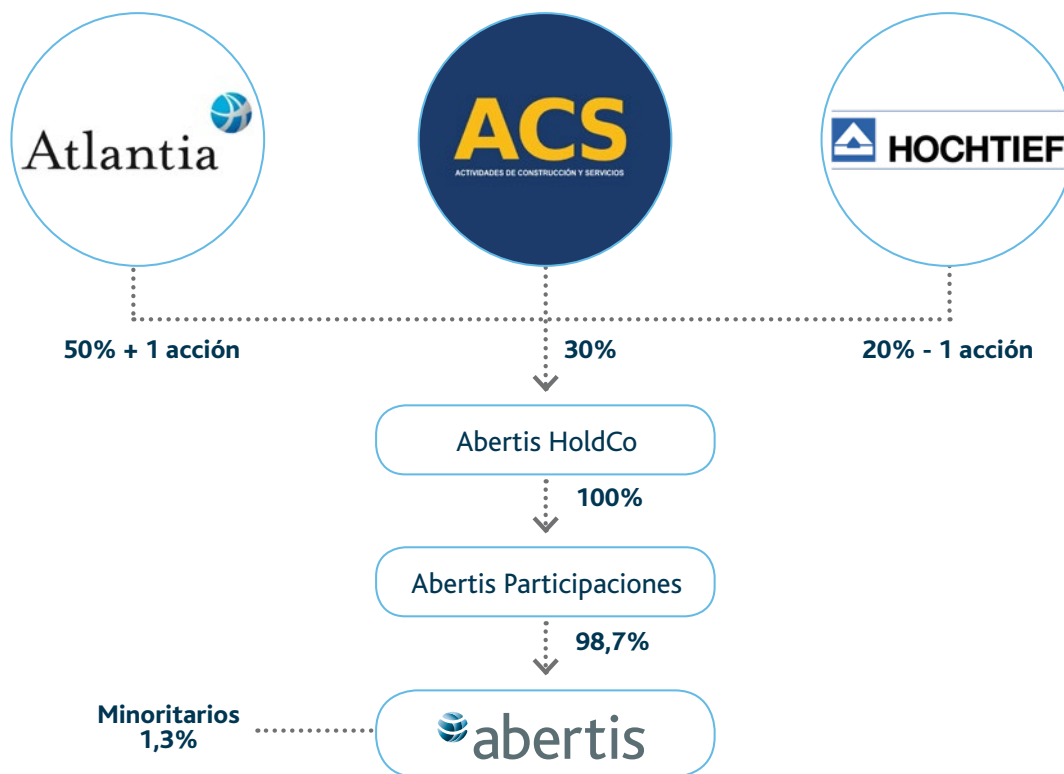 Atlantia
ACS
ACTIVIDADES DE CONSTRUCCIÓN Y SERVICIOS
HOCHTIEF
50% + 1 acción
30%
20% - 1 acción
Abertis HoldCo
100%
Abertis Participaciones
98,7%
Minoritarios
1,3%
abertis